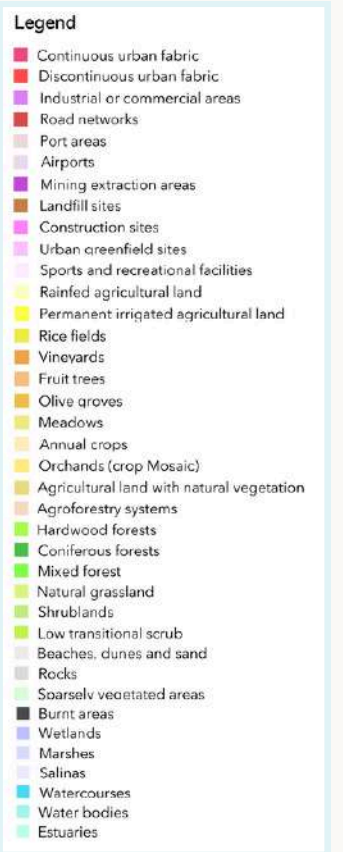 Legend
Continuous urban fabric
Discontinuous urban fabric
Industrial or commercial areas
Road networks
Port areas
Airports
Mining extraction areas
Landfill sites
Construction sites
Urban greenfield sites
Sports and recreational facilities
Rainfed agricultural land
Permanent irrigated agricultural land
Rice fields
Vineyards
Fruit trees
Olive groves
Meadows
Annual crops
Orchands (crop Mosaic)
Agricultural land with natural vegetation
Agroforestry systems
Hardwood forests
Coniferous forests
Mixed forest
Natural grassland
Shrublands
Low transitional scrub
Beaches, dunes and sand
Rocks
Sparsely vegetated areas
Burnt areas
Wetlands
Marshes
Salinas
Watercourses
Water bodies
Estuaries